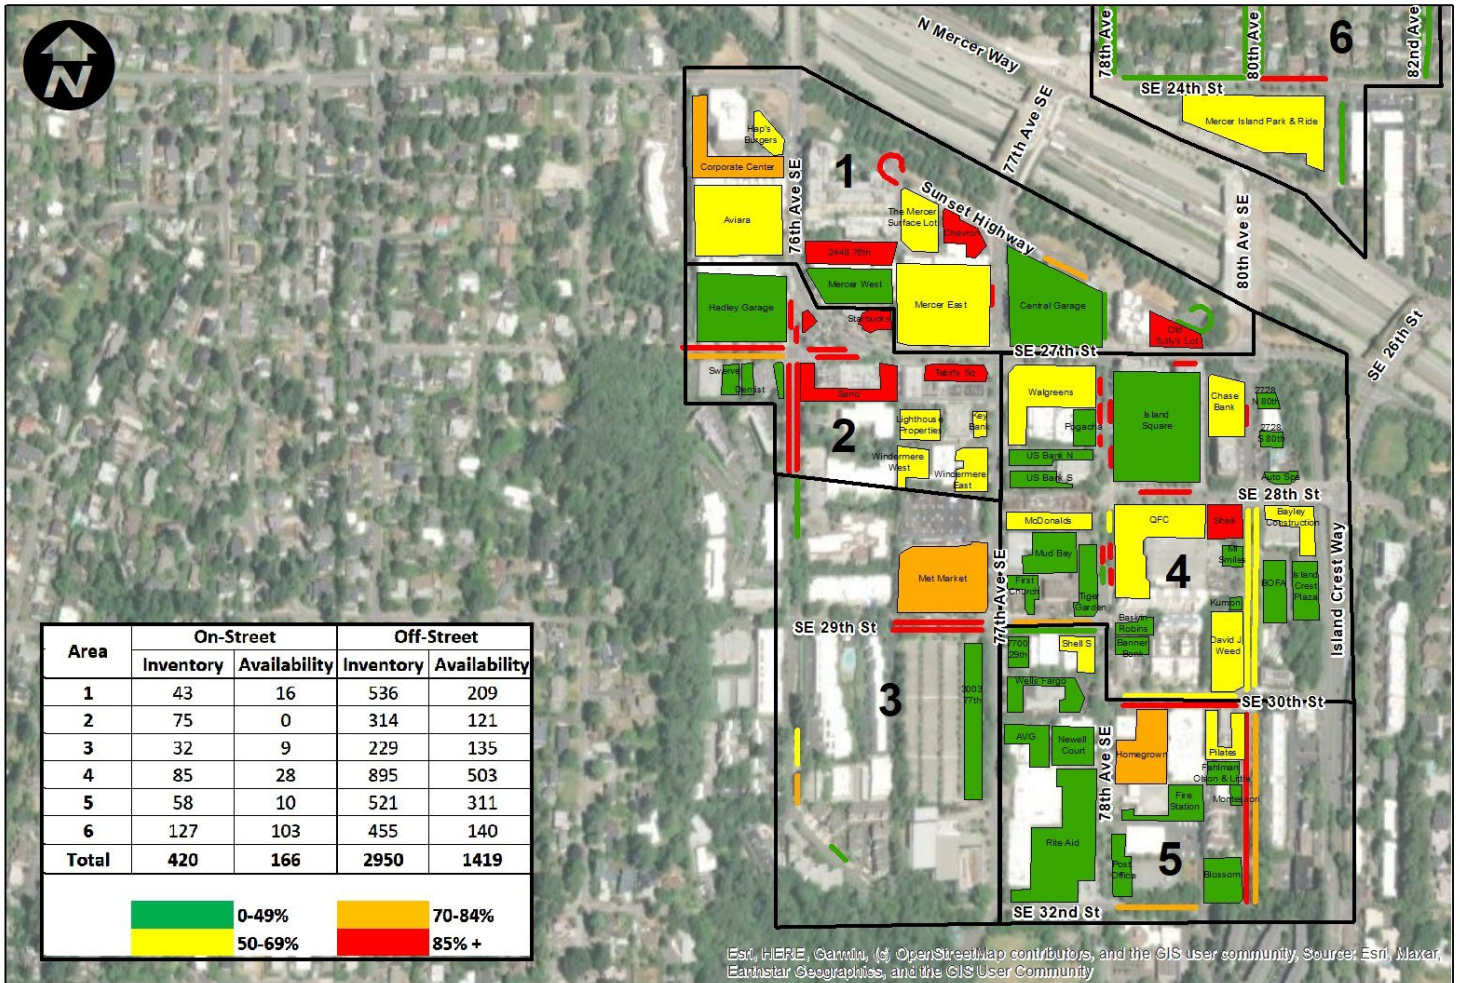 N
N Mercer Way
77th Ave SE
78th Ave
80th Ave
82nd Ave
6
SE 24th St
Mercer Island Park & Ride
Hap's
Burgers
Corporate Center
1
76th Ave SE
Aviara
The Mercer
Surface Lot
Sunset Highway
Chevron
80th Ave SE
2448 76th
Mercer West
Mercer East
Hadley Garage
Central Garage
Starbucks
Old
Tully's Lot
SE 26th St
SE 27th St
Swerve
Dentist
Sano
Tabit's Sq
Walgreens
Island
Square
Chase
Bank
2728
N 80th
2
Lighthouse
Properties
Key
Bank
Pogacha
2728
S 80th
Windermere
West
Windermere
East
US Bank N
US Bank S
Auto Spa
SE 28th St
McDonalds
QFC
Shell
Bayley
Construction
Met Market
77th Ave SE
Mud Bay
First
Church
Tiger
Garden
4
MI
Smiles
BOFA
Island
Crest
Plaza
Island Crest Way
Kumon
SE 29th St
Baskin
Robins
Banner
Bank
David J
Weed
7700
29th
Shell S
3
3003
77th
Wells Fargo
SE 30th St
AVG
Newell
Court
78th Ave SE
Homegrown
Pilates
Fahlman
Olson & Little
Fire
Station
Montessori
Rite Aid
5
Post
Office
Blossom
SE 32nd St
Area On-Street Off-Street
Inventory Availability Inventory Availability
1 43 16 536 209
2 75 0 314 121
3 32 9 229 135
4 85 28 895 503
5 58 10 521 311
6 127 103 455 140
Total 420 166 2950 1419
0-49% 70-84%
50-69% 85% +
Esri, HERE, Garmin, (c) OpenStreetMap contributors, and the GIS user community, Source: Esri, Maxar,
Earthstar Geographics, and the GIS User Community